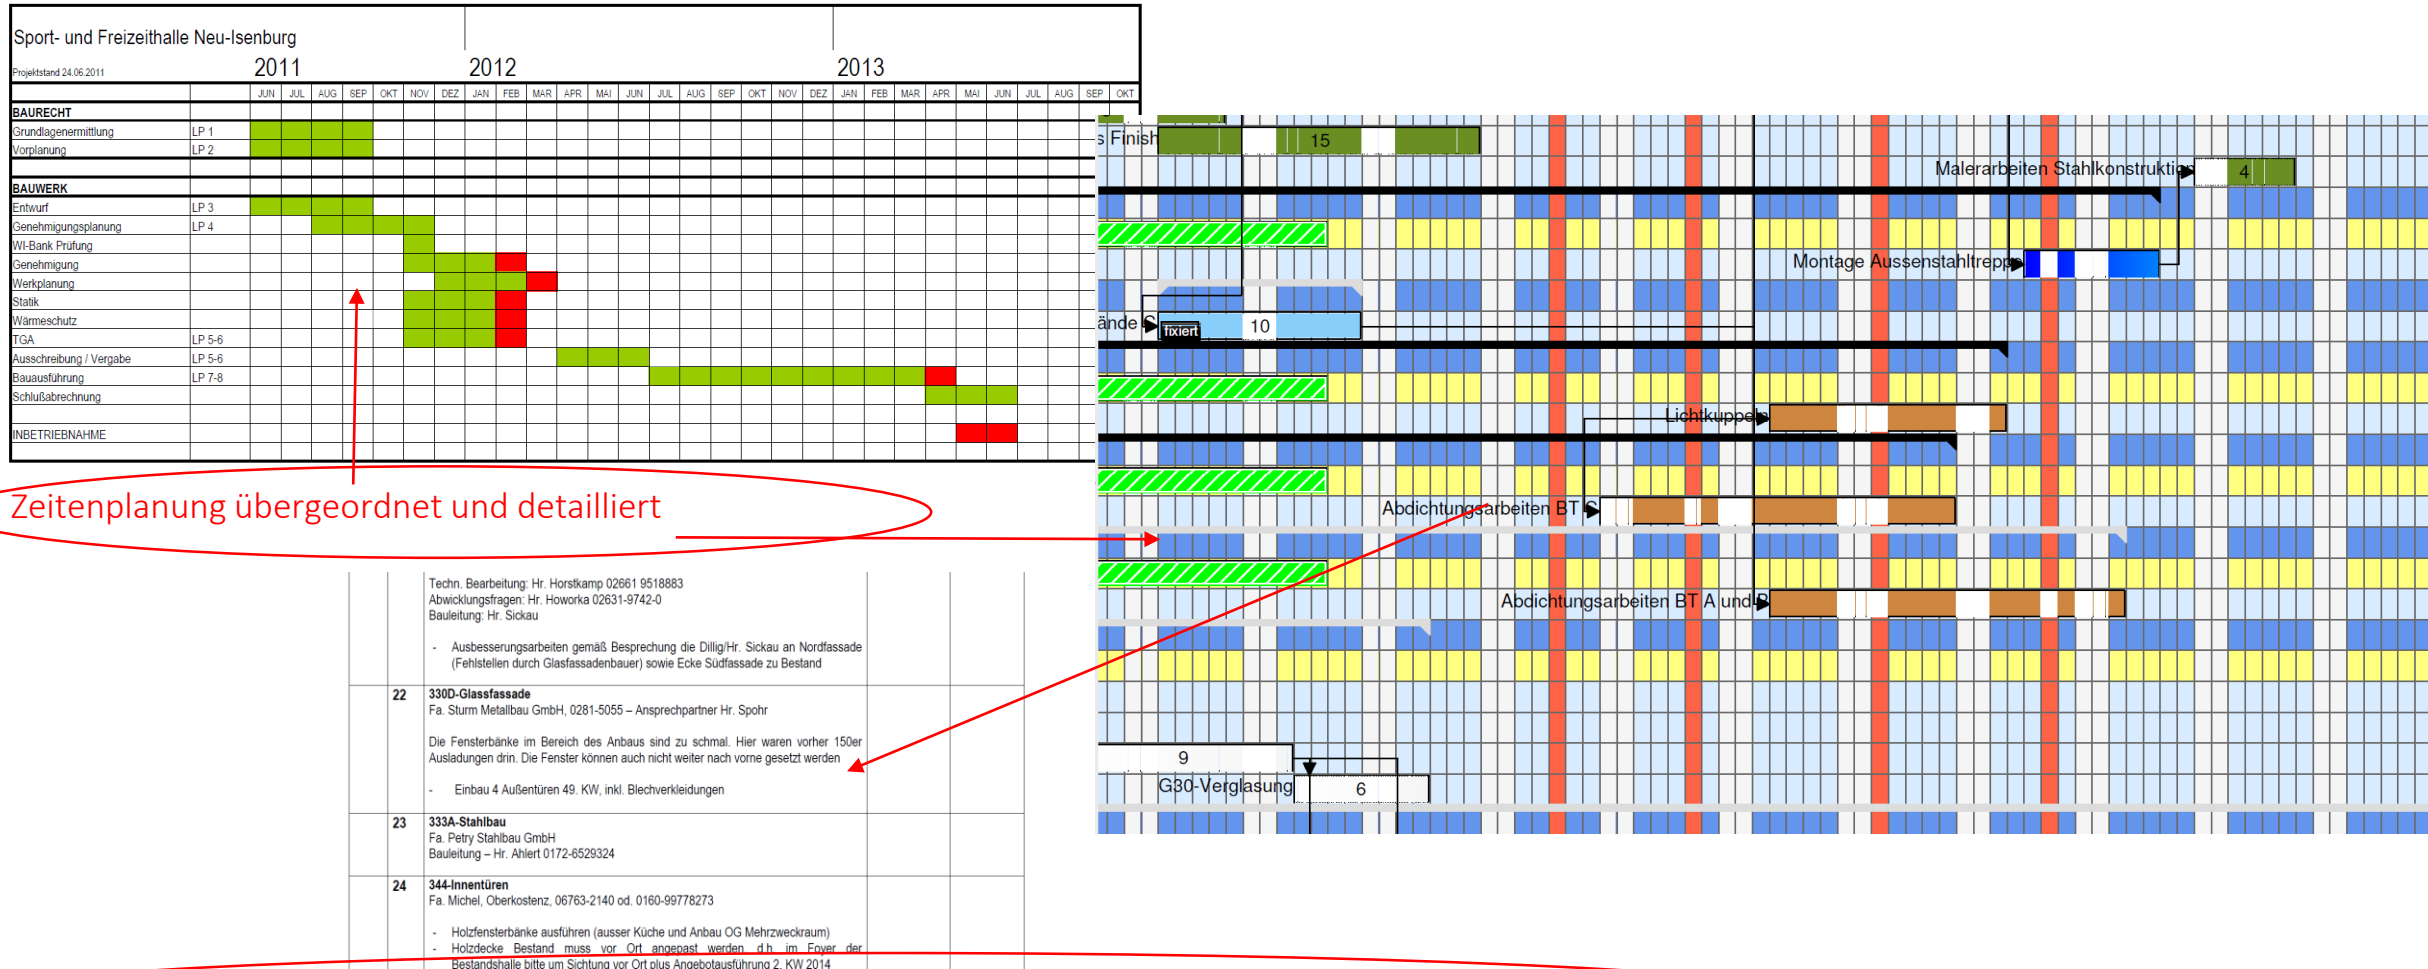 Sport- und Freizeithalle Neu-Isenburg
Projektstand 24.06.2011
2011 2012 2013
JUN JUL AUG SEP OKT NOV DEZ JAN FEB MAR APR MAI JUN JUL AUG SEP OKT NOV DEZ JAN FEB MAR APR MAI JUN JUL AUG SEP OKT
BAURECHT
Grundlagenermittlung LP 1
Vorplanung LP 2
BAUWERK
Entwurf LP 3
Genehmigungsplanung LP 4
WI-Bank Prüfung
Genehmigung
Werkplanung
Statik
Wärmeschutz
TGA LP 5-6
Ausschreibung / Vergabe LP 5-6
Bauausführung LP 7-8
Schlußabrechnung
INBETRIEBNAHME
s Finish 15
Malerarbeiten Stahlkonstruktion 4
Montage Aussenstahltreppe
ände S fixiert 10
Lichtkuppeln
Abdichtungsarbeiten BT C
Abdichtungsarbeiten BT A und B
9
G30-Verglasung 6
Zeitenplanung übergeordnet und detailliert
Techn. Bearbeitung: Hr. Horstkamp 02661 9518883
Abwicklungsfragen: Hr. Howorka 02631-9742-0
Bauleitung: Hr. Sickau
- Ausbesserungsarbeiten gemäß Besprechung die Dillig/Hr. Sickau an Nordfassade
(Fehlstellen durch Glasfassadenbauer) sowie Ecke Südfassade zu Bestand
22 330D-Glassfassade
Fa. Sturm Metallbau GmbH, 0281-5055 – Ansprechpartner Hr. Spohr
Die Fensterbänke im Bereich des Anbaus sind zu schmal. Hier waren vorher 150er
Ausladungen drin. Die Fenster können auch nicht weiter nach vorne gesetzt werden
- Einbau 4 Außentüren 49. KW, inkl. Blechverkleidungen
23 333A-Stahlbau
Fa. Petry Stahlbau GmbH
Bauleitung – Hr. Ahlert 0172-6529324
24 344-Innentüren
Fa. Michel, Oberkostenz, 06763-2140 od. 0160-99778273
- Holzfensterbänke ausführen (ausser Küche und Anbau OG Mehrzweckraum)
- Holzdecke Bestand muss vor Ort angepast werden, d.h. im Foyer der
Bestandshalle bitte um Sichtung vor Ort plus Angebotausführung 2. KW 2014